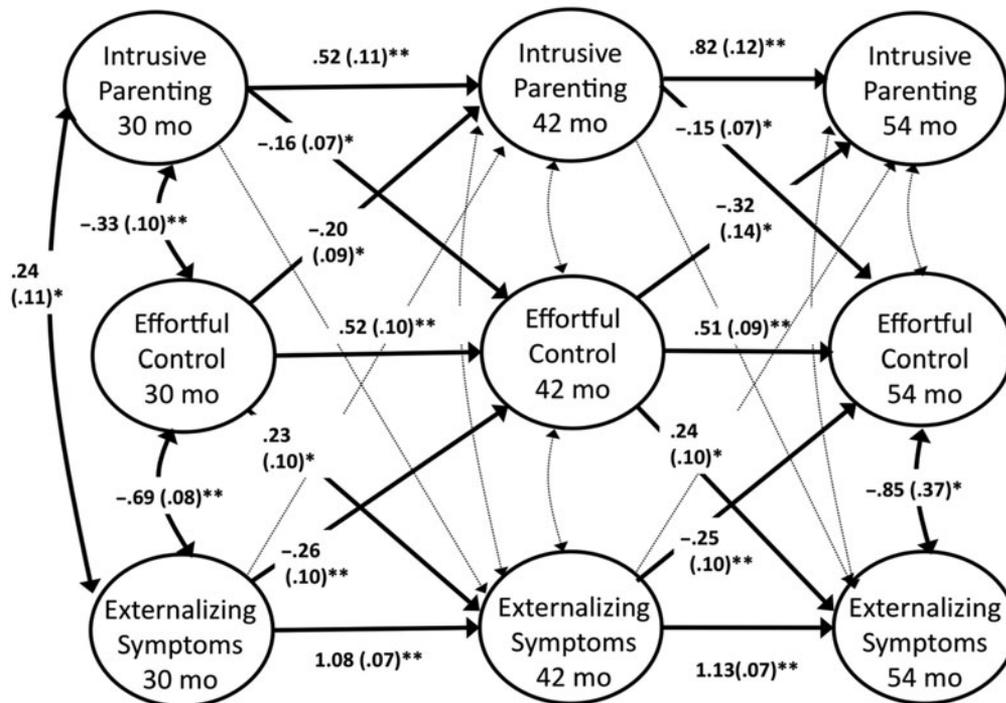 Intrusive
Parenting
30 mo
.52 (.11)**
Intrusive
Parenting
42 mo
.82 (.12)**
Intrusive
Parenting
54 mo
–.16 (.07)*
–.15 (.07)*
–.33 (.10)**
–.20
(.09)*
–.32
(.14)*
.24
(.11)*
Effortful
Control
30 mo
.52 (.10)**
Effortful
Control
42 mo
.51 (.09)**
Effortful
Control
54 mo
.23
(.10)*
.24
(.10)*
–.69 (.08)**
–.85 (.37)*
–.26
(.10)**
–.25
(.10)**
Externalizing
Symptoms
30 mo
1.08 (.07)**
Externalizing
Symptoms
42 mo
1.13(.07)**
Externalizing
Symptoms
54 mo